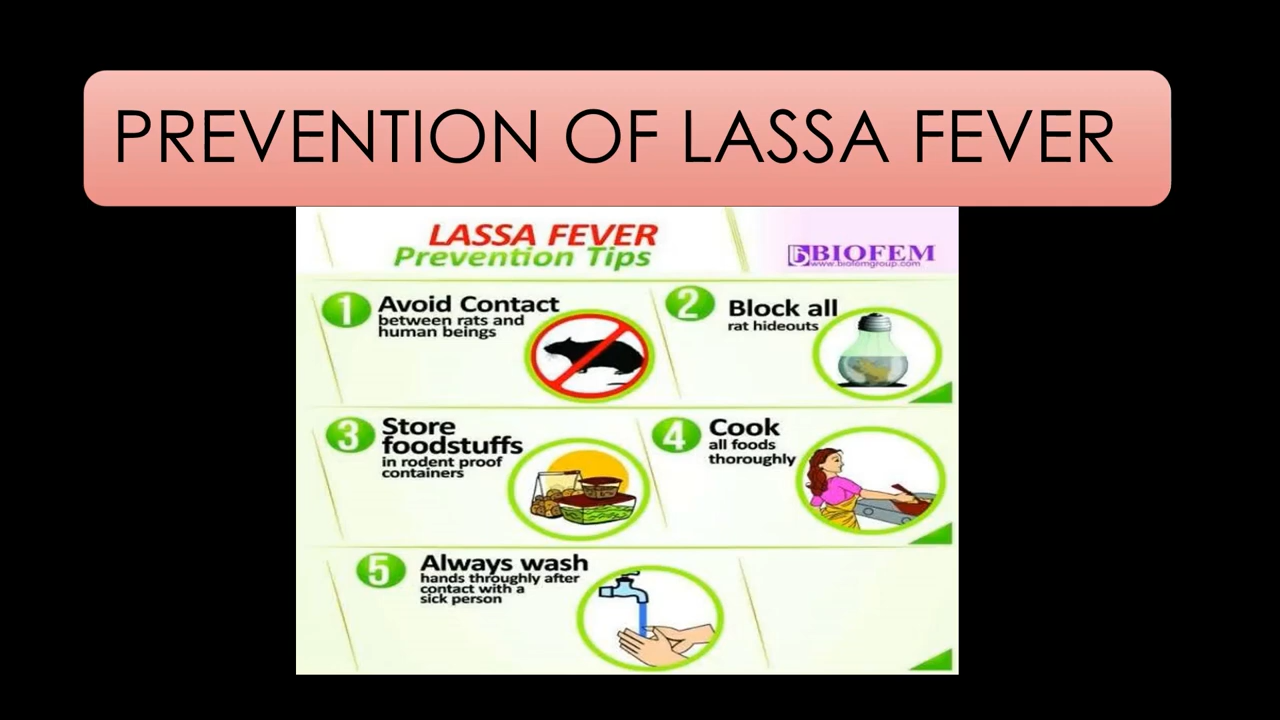 PREVENTION OF LASSA FEVER
LASSA FEVER
Prevention Tips
BIOFEM
www.biofemgroup.com
1
Avoid Contact
between rats and
human beings
2
Block all
rat hideouts
3
Store
foodstuffs
in rodent proof
containers
4
Cook
all foods
thoroughly
5
Always wash
hands throughly after
contact with a
sick person